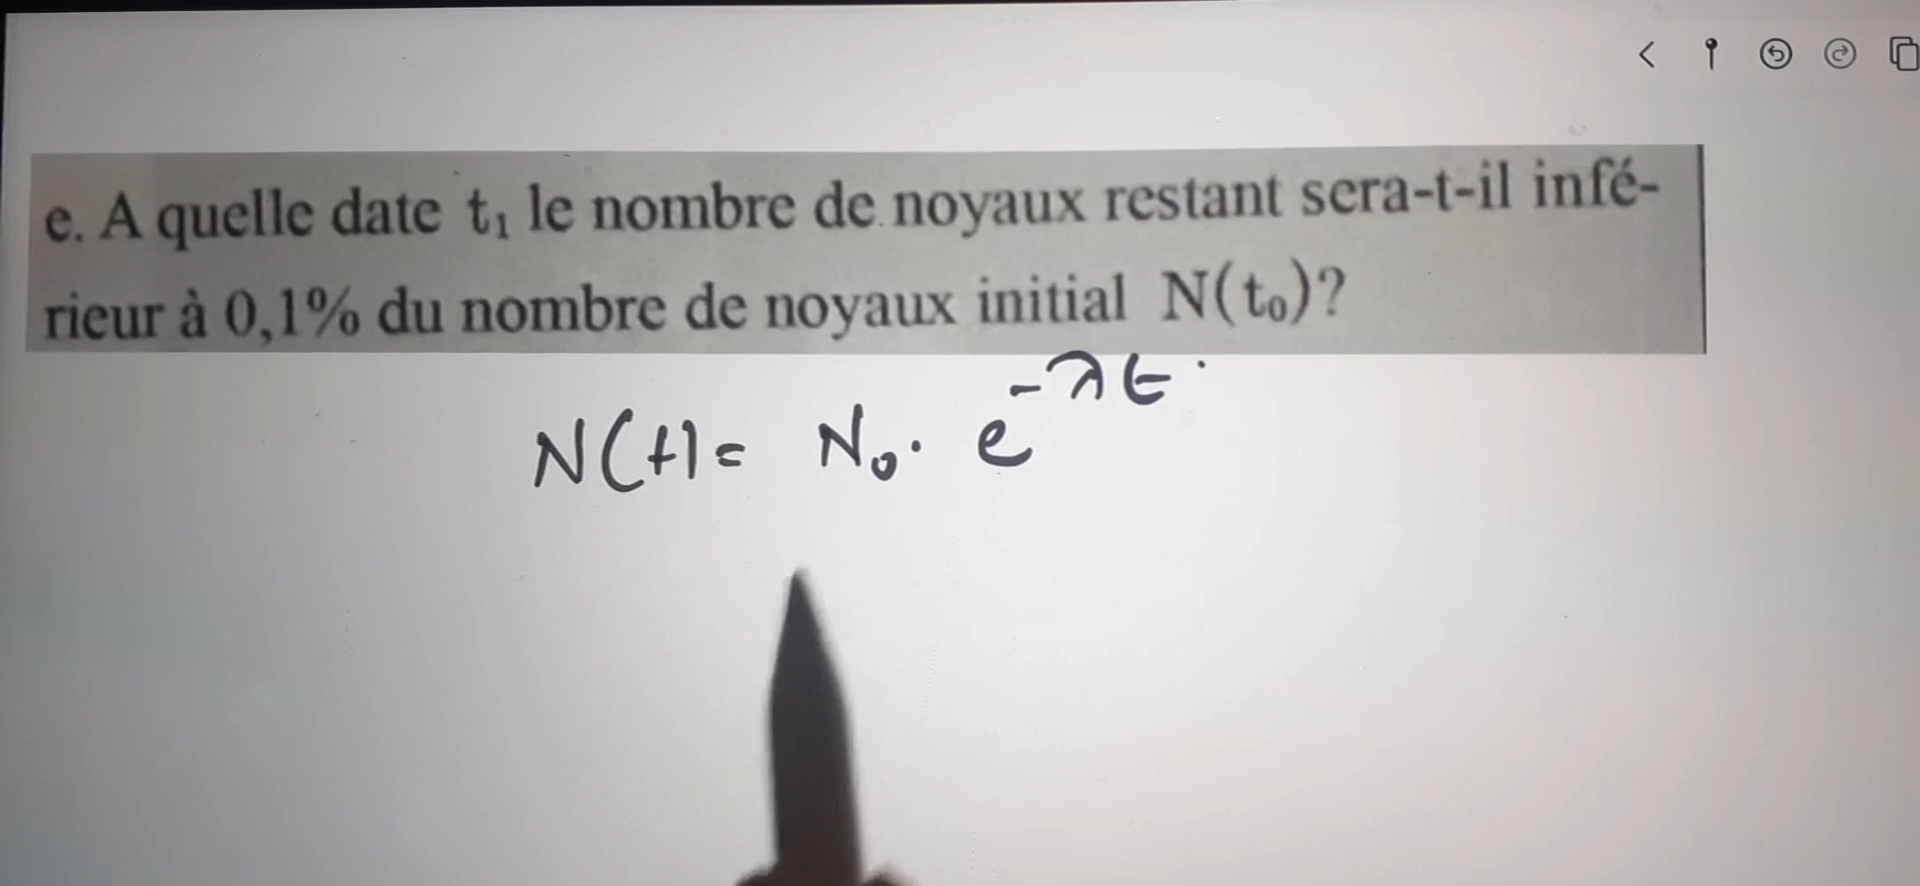 e. A quelle date t₁ le nombre de noyaux restant sera-t-il infé-
rieur à 0,1% du nombre de noyaux initial N(t₀)?
N(t) = N₀. e^{-λt}.